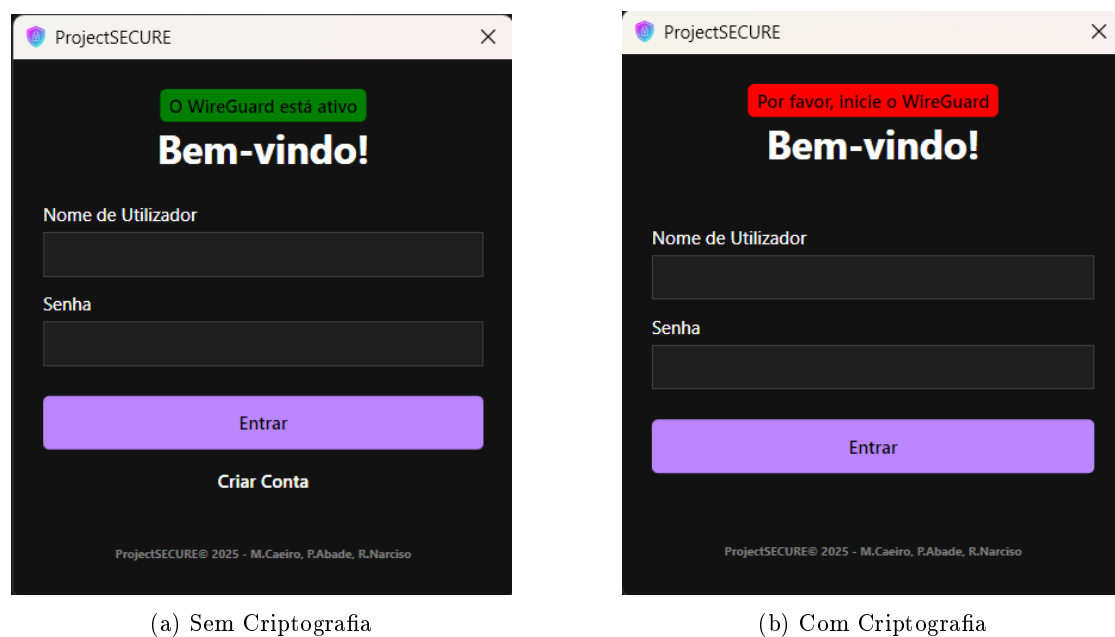 ProjectSECURE
O WireGuard está ativo
Bem-vindo!
Nome de Utilizador
Senha
Entrar
Criar Conta
ProjectSECURE© 2025 - M.Caeiro, P.Abade, R.Narciso
(a) Sem Criptografia
ProjectSECURE
Por favor, inicie o WireGuard
Bem-vindo!
Nome de Utilizador
Senha
Entrar
ProjectSECURE© 2025 - M.Caeiro, P.Abade, R.Narciso
(b) Com Criptografia